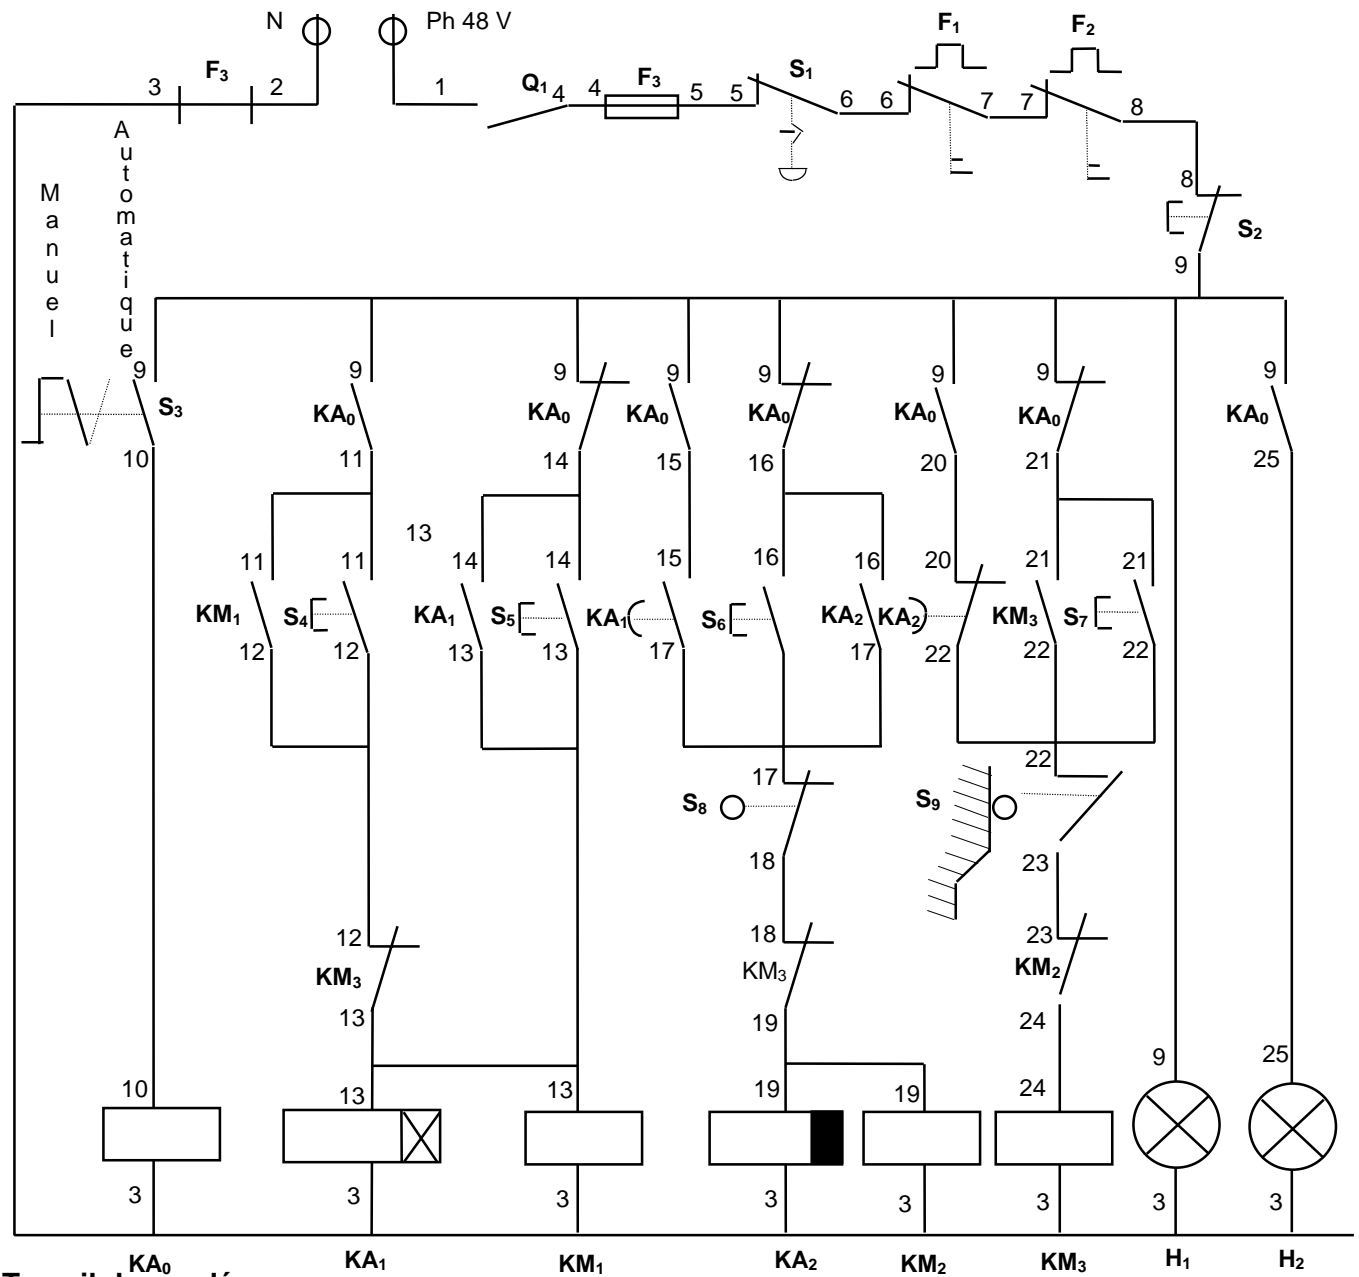 N Ph 48 V F₁ F₂
3 F₃ 2 1 Q₁ 4 4 F₃ 5 5 S₁ 6 6 7 7 8
Automatique
Manuel
8
S₂
9
9 9 9 9 9 9 9 9
S₃ KA₀ KA₀ KA₀ KA₀ KA₀ KA₀ KA₀
10 11 14 15 16 20 21 25
13
11 11 14 14 15 16 16 20 21 21
KM₁ S₄ KA₁ S₅ KA₁ S₆ KA₂ KA₂ KM₃ S₇
12 12 13 13 17 17 22 22 22
17 22
S₈ S₉
18 23
12 18 23
KM₃ KM₃ KM₂
13 19 24
9 25
10 13 13 19 19 24
3 3 3 3 3 3 3 3
KA₀ KA₁ KM₁ KA₂ KM₂ KM₃ H₁ H₂